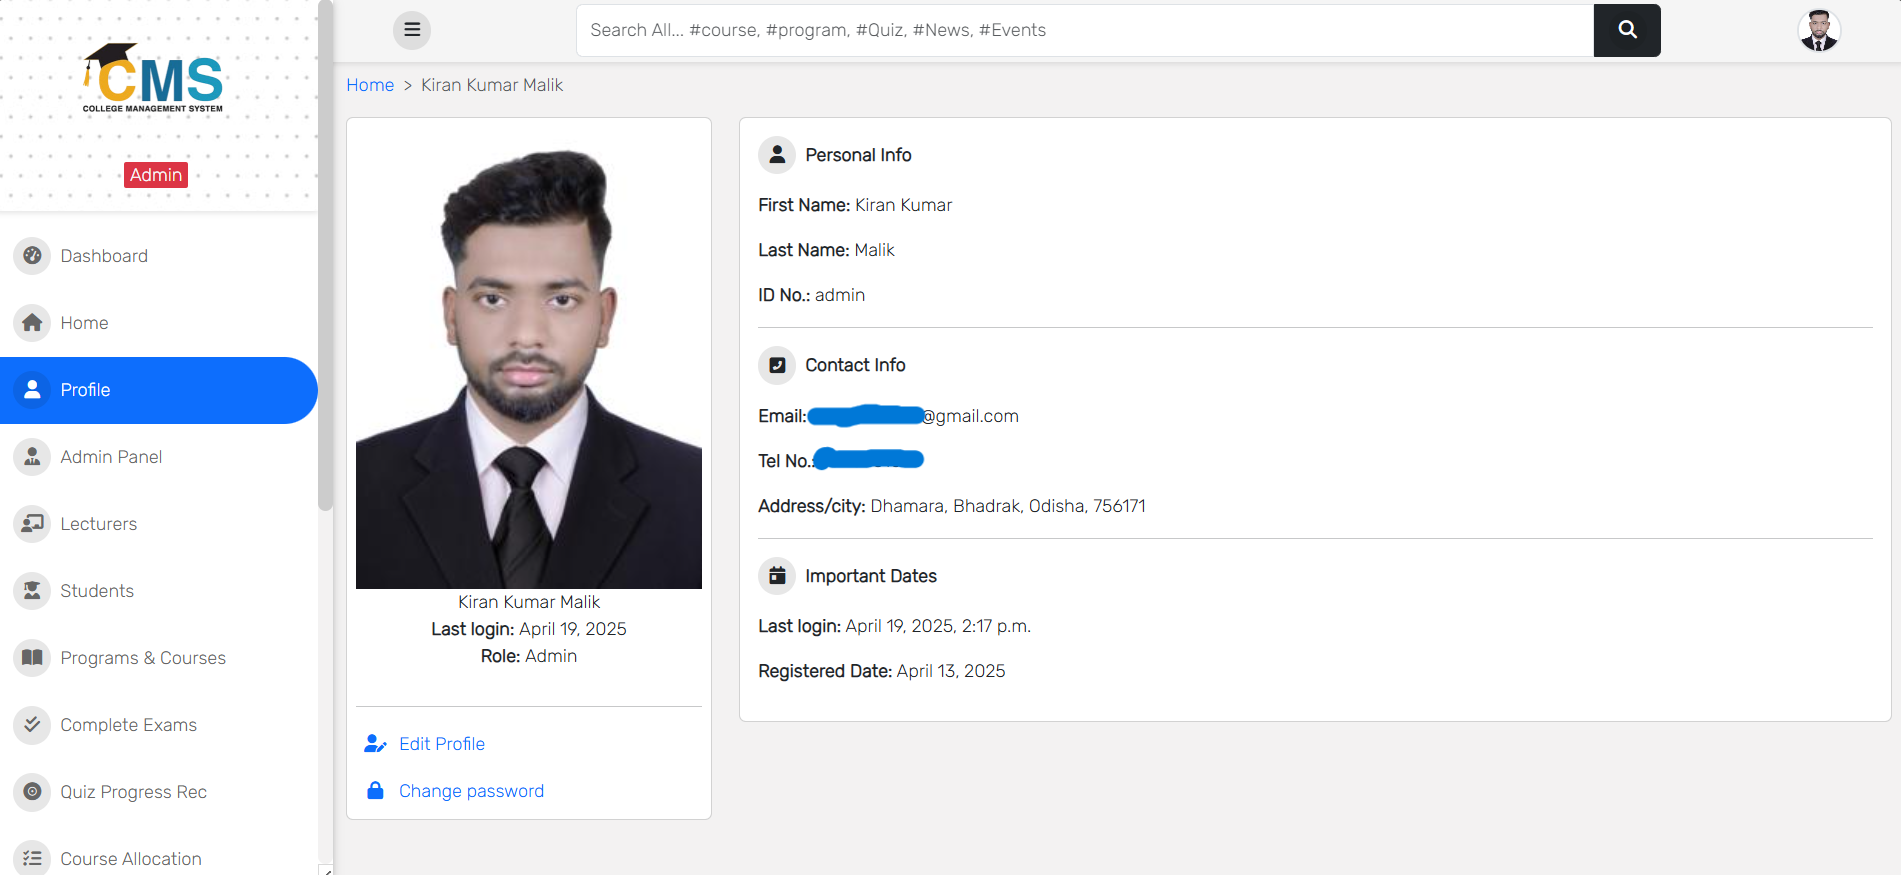 CMS
COLLEGE MANAGEMENT SYSTEM
Admin
Dashboard
Home
Profile
Admin Panel
Lecturers
Students
Programs & Courses
Complete Exams
Quiz Progress Rec
Course Allocation
Search All... #course, #program, #Quiz, #News, #Events
Home > Kiran Kumar Malik
Kiran Kumar Malik
Last login: April 19, 2025
Role: Admin
Edit Profile
Change password
Personal Info
First Name: Kiran Kumar
Last Name: Malik
ID No.: admin
Contact Info
Email: @gmail.com
Tel No.:
Address/city: Dhamara, Bhadrak, Odisha, 756171
Important Dates
Last login: April 19, 2025, 2:17 p.m.
Registered Date: April 13, 2025